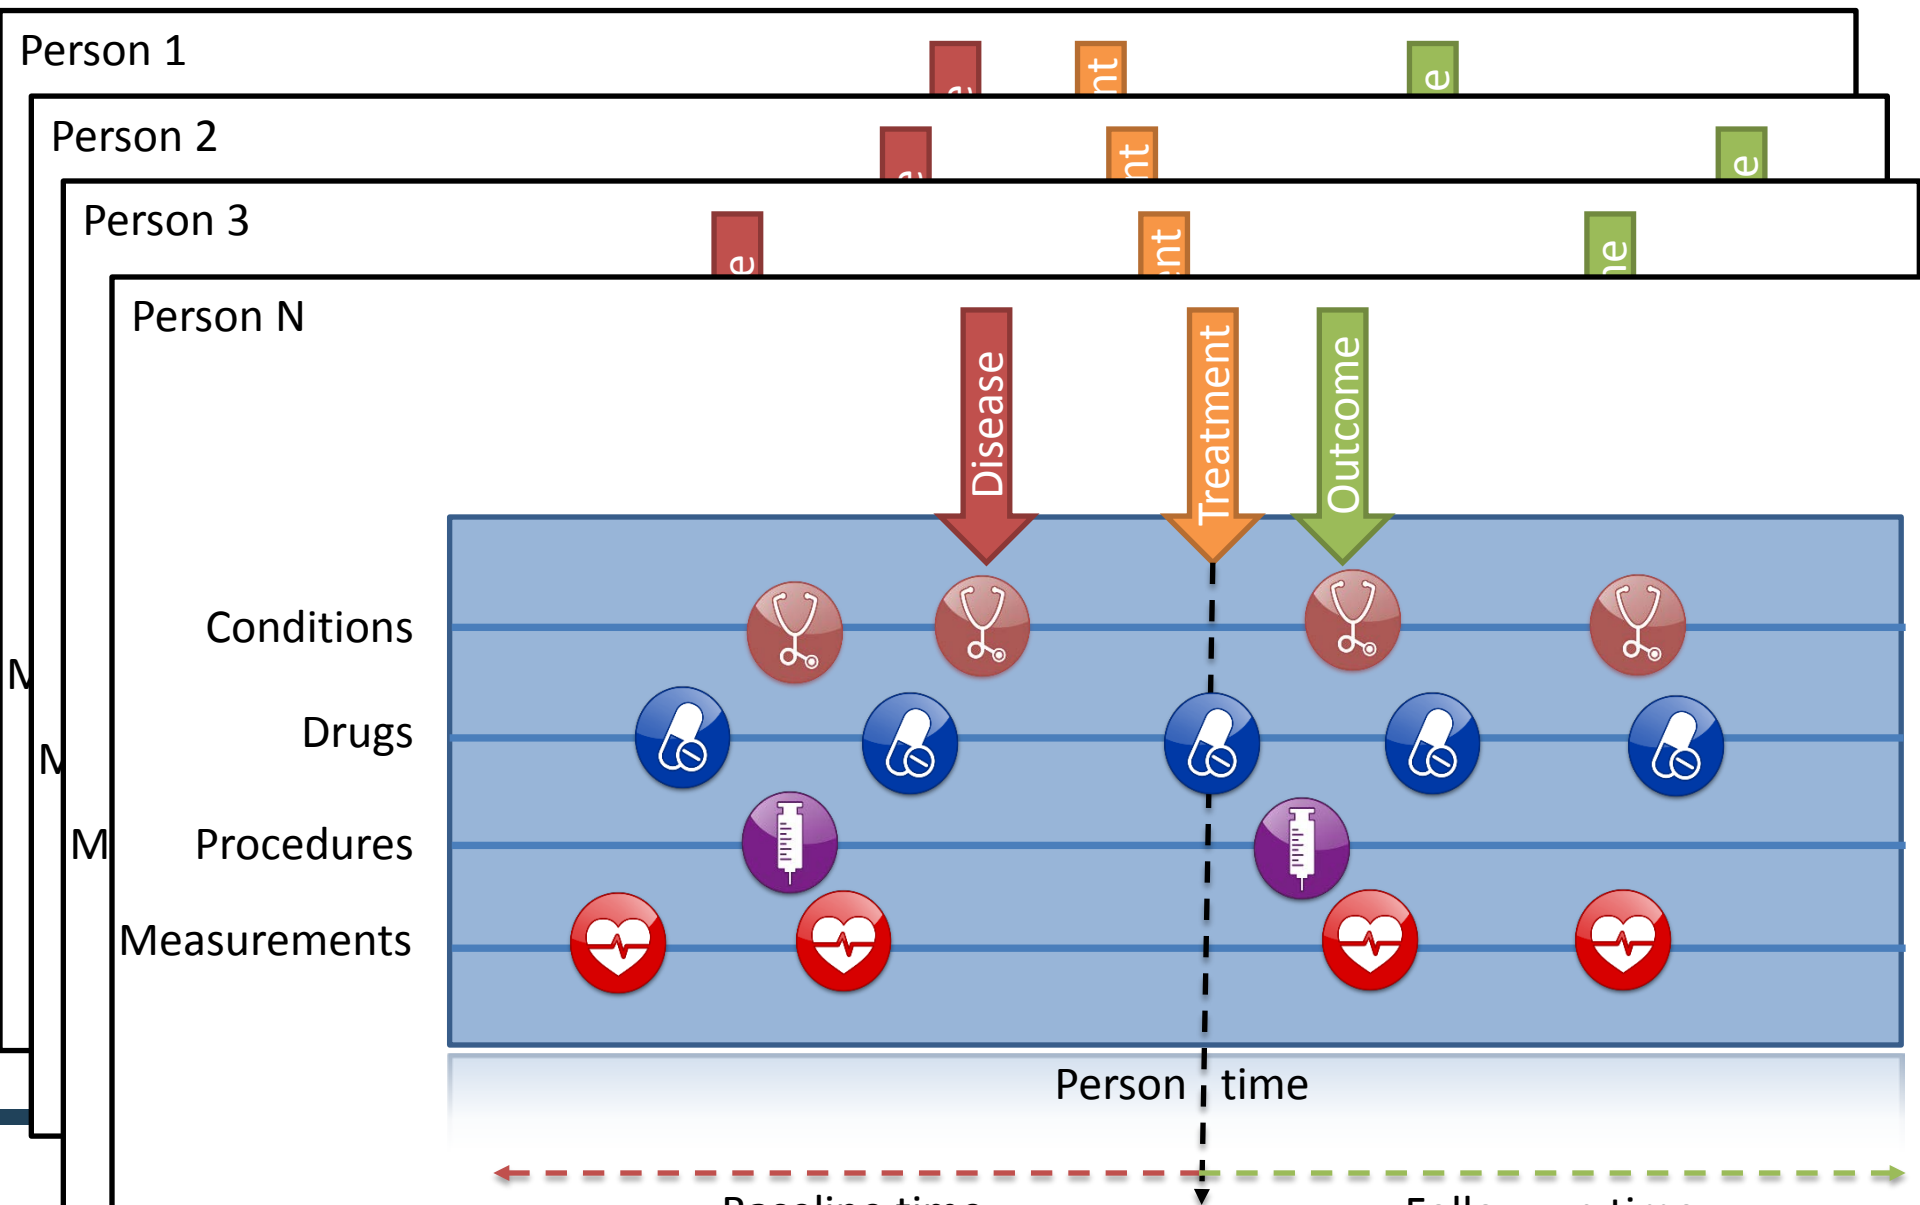 Person 1
Person 2
Person 3
Person N
Disease
Treatment
Outcome
Conditions
Drugs
Procedures
Measurements
Person time